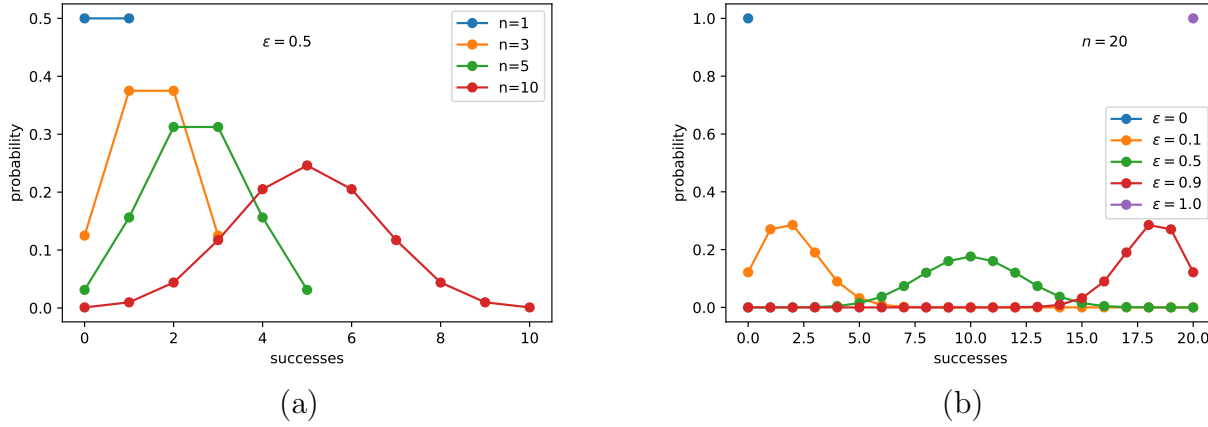 0.5
0.4
0.3
0.2
0.1
0.0
probability
ε = 0.5
n=1
n=3
n=5
n=10
0 2 4 6 8 10
successes
(a)
1.0
0.8
0.6
0.4
0.2
0.0
probability
n = 20
ε = 0
ε = 0.1
ε = 0.5
ε = 0.9
ε = 1.0
0.0 2.5 5.0 7.5 10.0 12.5 15.0 17.5 20.0
successes
(b)